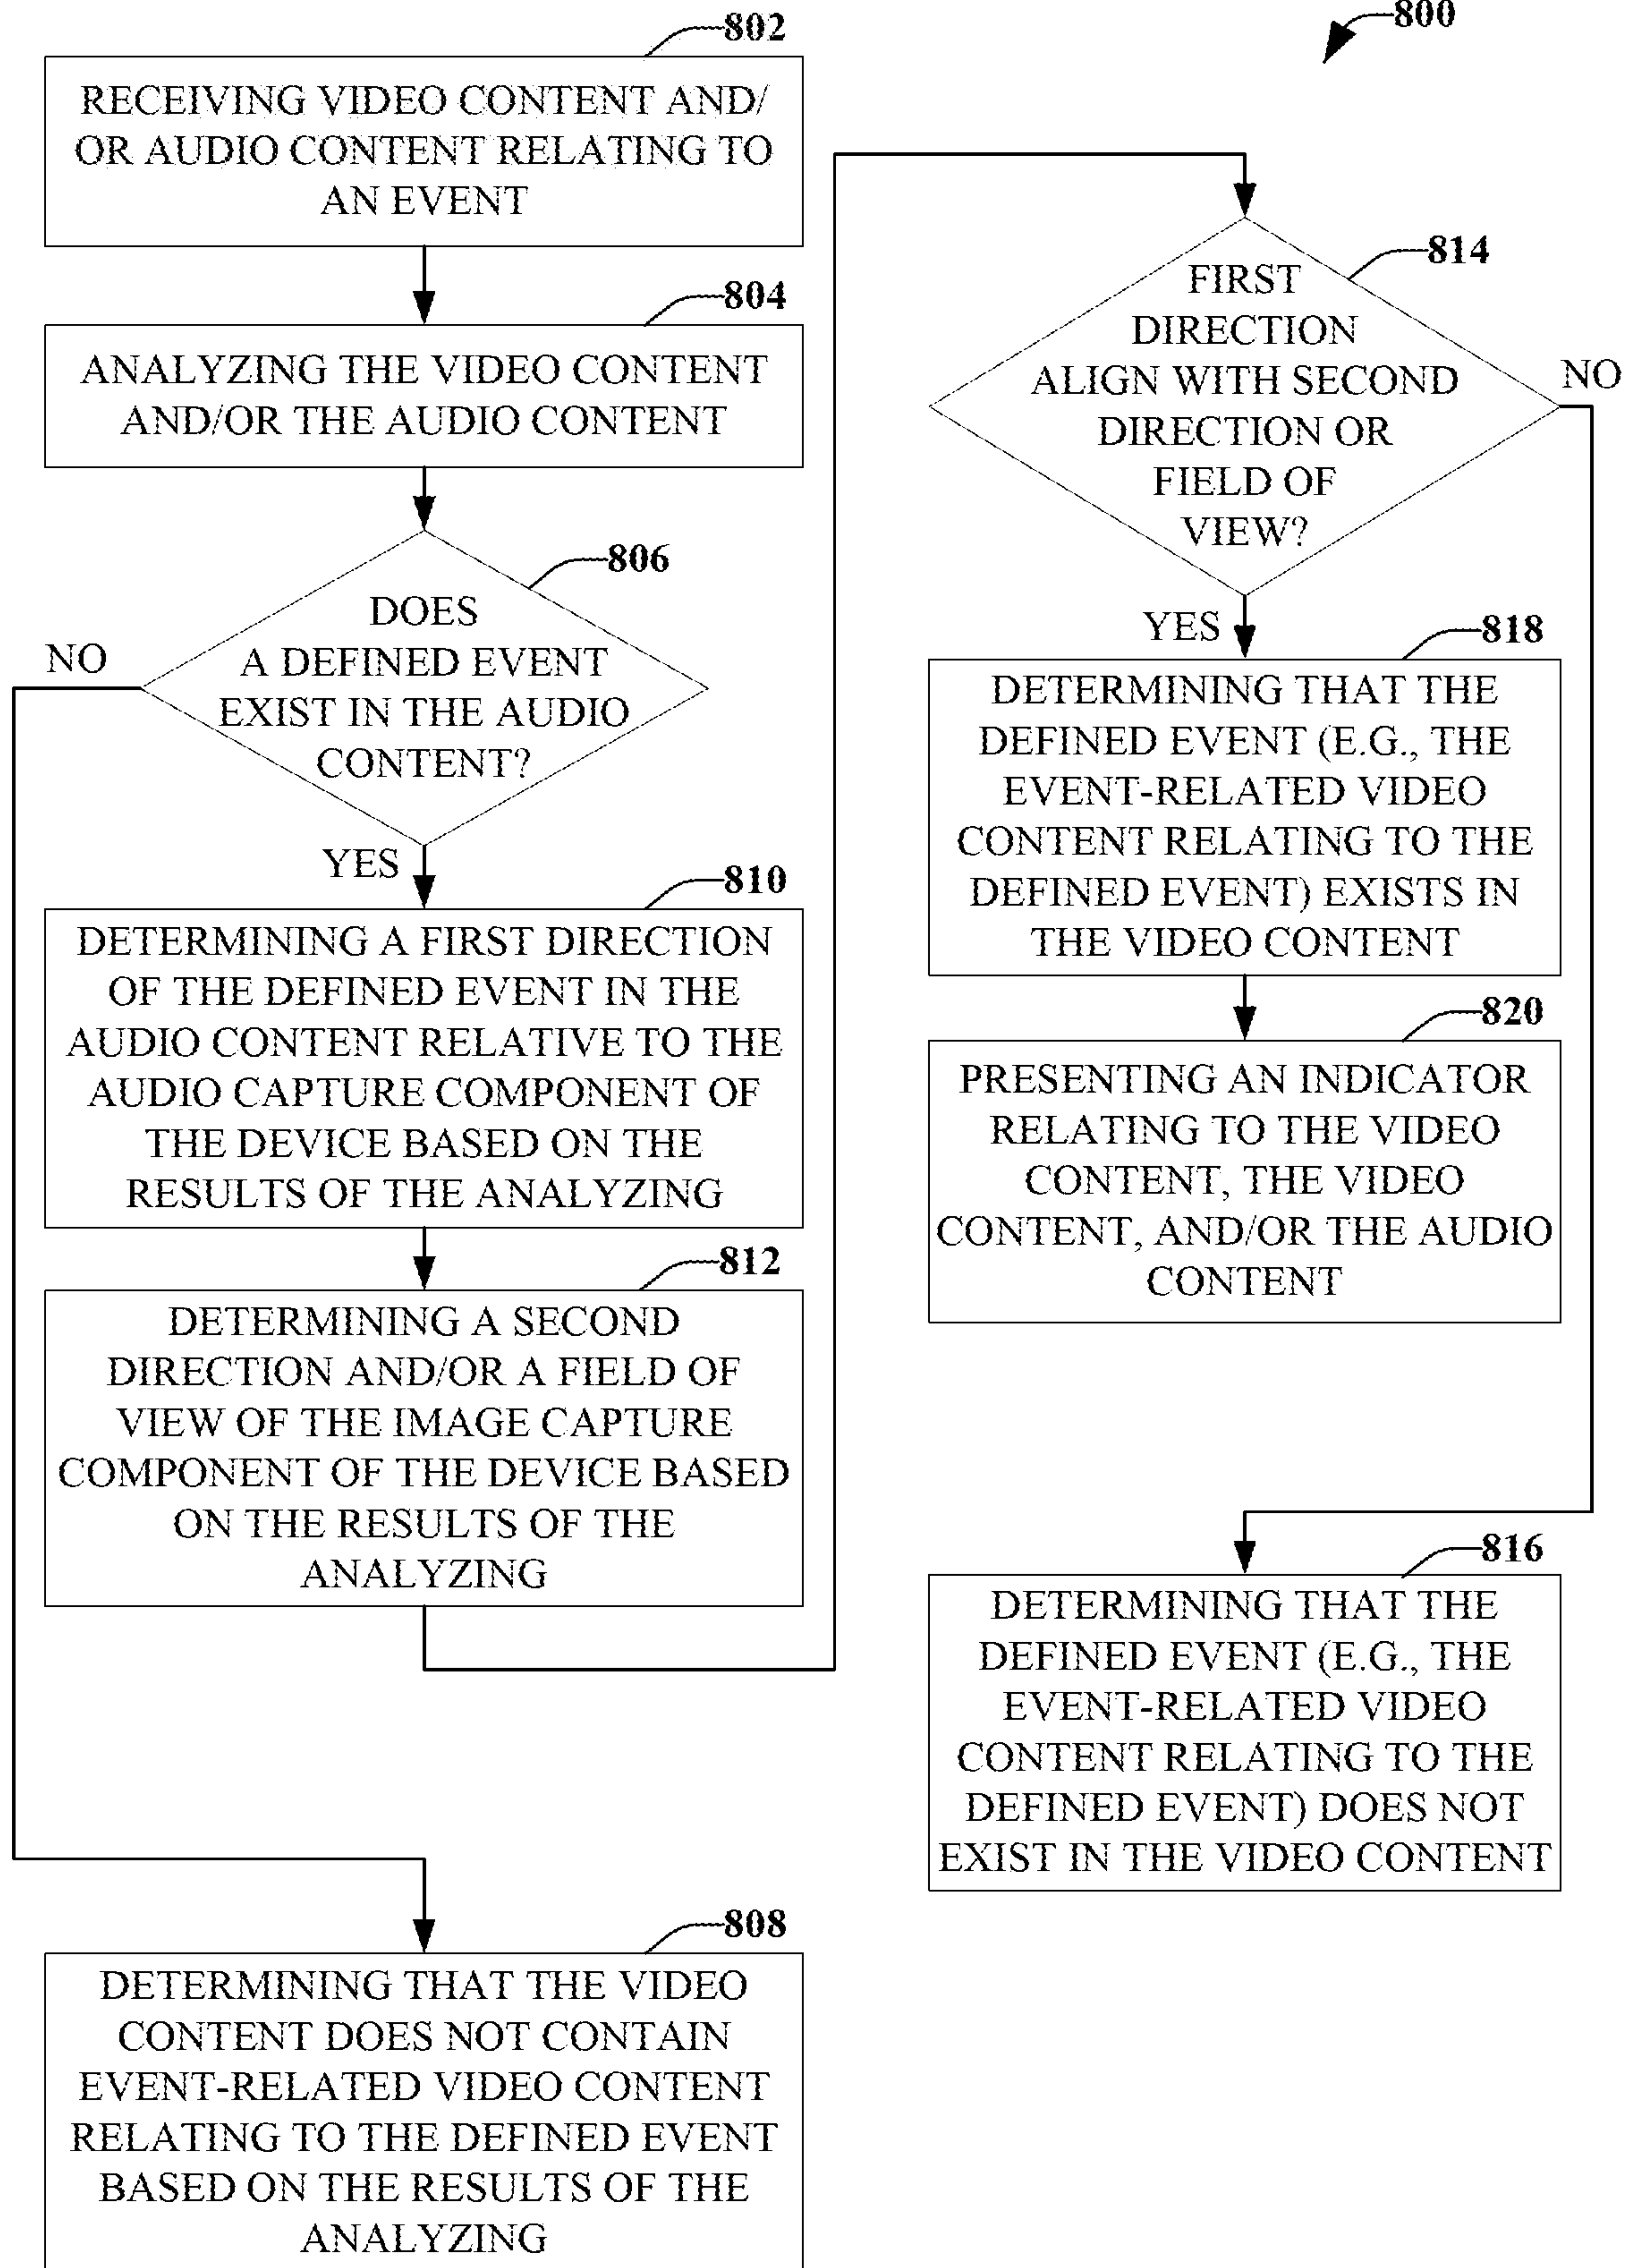 800
802
RECEIVING VIDEO CONTENT AND/
OR AUDIO CONTENT RELATING TO
AN EVENT
804
ANALYZING THE VIDEO CONTENT
AND/OR THE AUDIO CONTENT
806
DOES
A DEFINED EVENT
EXIST IN THE AUDIO
CONTENT?
NO
YES
810
DETERMINING A FIRST DIRECTION
OF THE DEFINED EVENT IN THE
AUDIO CONTENT RELATIVE TO THE
AUDIO CAPTURE COMPONENT OF
THE DEVICE BASED ON THE
RESULTS OF THE ANALYZING
812
DETERMINING A SECOND
DIRECTION AND/OR A FIELD OF
VIEW OF THE IMAGE CAPTURE
COMPONENT OF THE DEVICE BASED
ON THE RESULTS OF THE
ANALYZING
808
DETERMINING THAT THE VIDEO
CONTENT DOES NOT CONTAIN
EVENT-RELATED VIDEO CONTENT
RELATING TO THE DEFINED EVENT
BASED ON THE RESULTS OF THE
ANALYZING
814
FIRST
DIRECTION
ALIGN WITH SECOND
DIRECTION OR
FIELD OF
VIEW?
NO
YES
818
DETERMINING THAT THE
DEFINED EVENT (E.G., THE
EVENT-RELATED VIDEO
CONTENT RELATING TO THE
DEFINED EVENT) EXISTS IN
THE VIDEO CONTENT
820
PRESENTING AN INDICATOR
RELATING TO THE VIDEO
CONTENT, THE VIDEO
CONTENT, AND/OR THE AUDIO
CONTENT
816
DETERMINING THAT THE
DEFINED EVENT (E.G., THE
EVENT-RELATED VIDEO
CONTENT RELATING TO THE
DEFINED EVENT) DOES NOT
EXIST IN THE VIDEO CONTENT